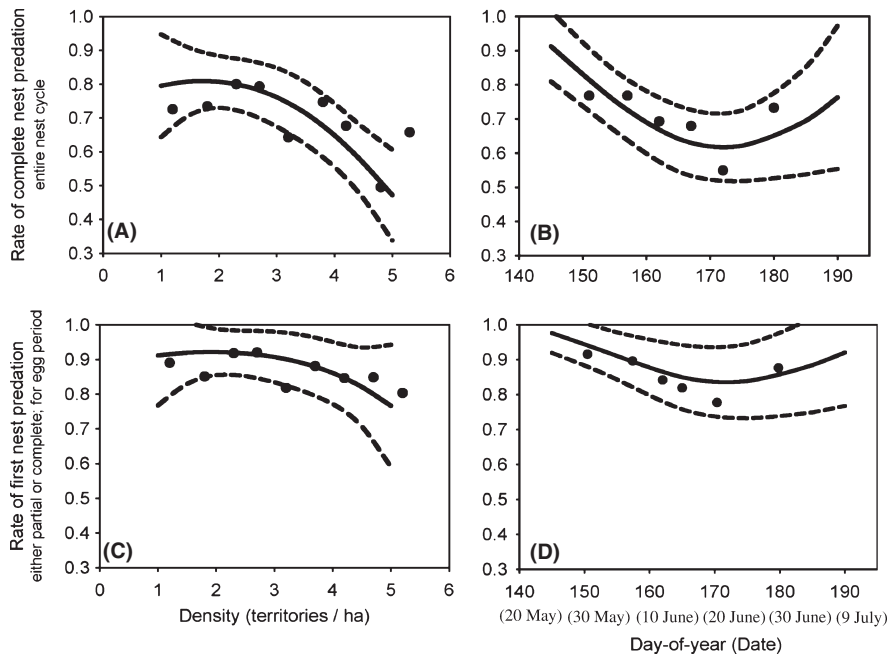 Rate of complete nest predation
entire nest cycle
1.0
0.9
0.8
0.7
0.6
0.5
0.4
0.3
(A)
0 1 2 3 4 5 6
1.0
0.9
0.8
0.7
0.6
0.5
0.4
0.3
(B)
140 150 160 170 180 190
Rate of first nest predation
either partial or complete; for egg period
1.0
0.9
0.8
0.7
0.6
0.5
0.4
0.3
(C)
0 1 2 3 4 5 6
Density (territories / ha)
1.0
0.9
0.8
0.7
0.6
0.5
0.4
0.3
(D)
140 150 160 170 180 190
(20 May) (30 May) (10 June) (20 June) (30 June) (9 July)
Day-of-year (Date)